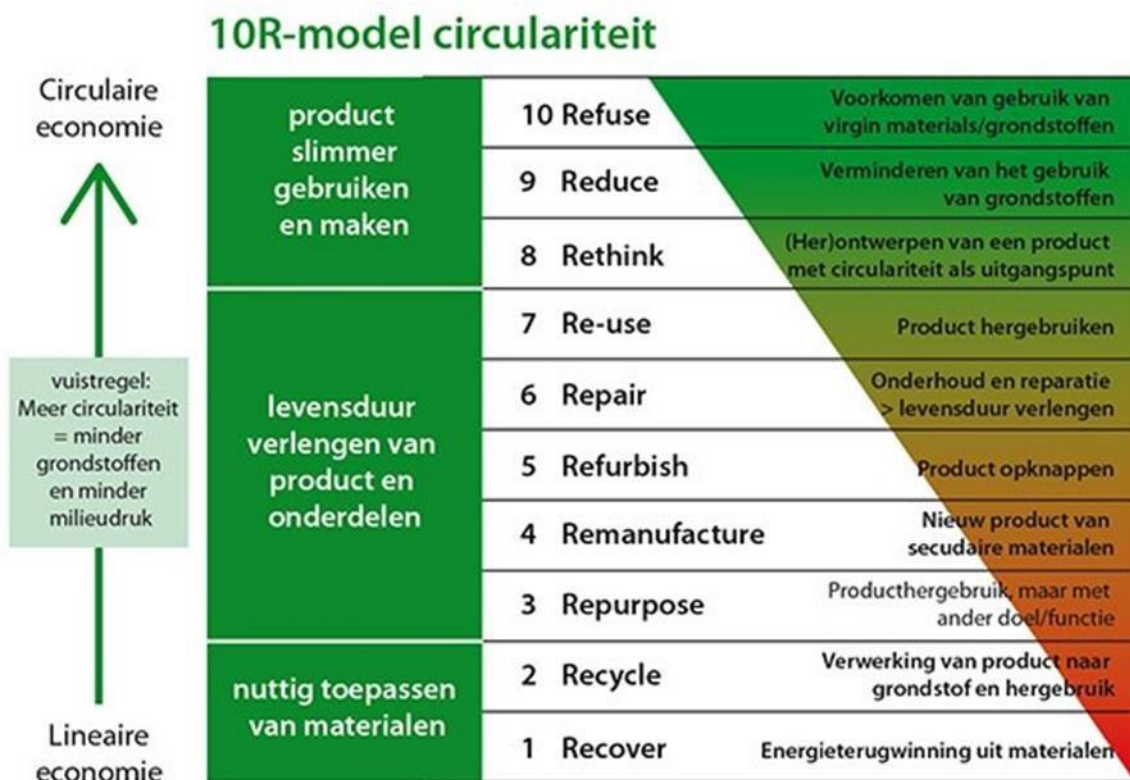 10R-model circulariteit
Circulaire
economie
vuistregel:
Meer circulariteit
= minder
grondstoffen
en minder
milieudruk
Lineaire
economie
product
slimmer
gebruiken
en maken
10 Refuse
Voorkomen van gebruik van
virgin materials/grondstoffen
9 Reduce
Verminderen van het gebruik
van grondstoffen
8 Rethink
(Her)ontwerpen van een product
met circulariteit als uitgangspunt
levensduur
verlengen van
product en
onderdelen
7 Re-use
Product hergebruiken
6 Repair
Onderhoud en reparatie
> levensduur verlengen
5 Refurbish
Product opknappen
4 Remanufacture
Nieuw product van
secudaire materialen
3 Repurpose
Producthergebruik, maar met
ander doel/functie
nuttig toepassen
van materialen
2 Recycle
Verwerking van product naar
grondstof en hergebruik
1 Recover
Energieterugwinning uit materialen